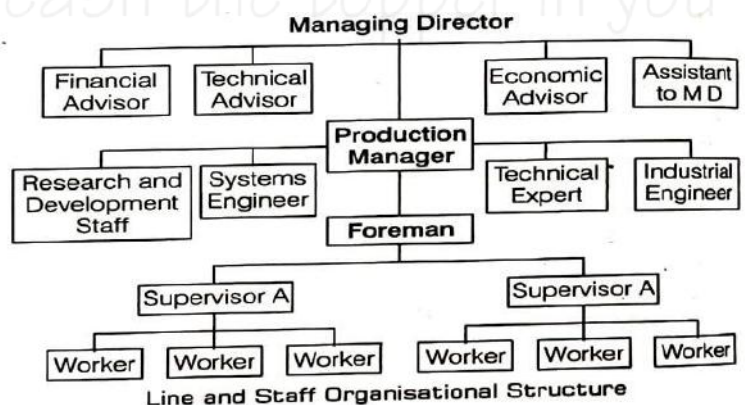 Managing Director
Financial
Advisor
Technical
Advisor
Economic
Advisor
Assistant
to M D
Production
Manager
Research and
Development
Staff
Systems
Engineer
Technical
Expert
Industrial
Engineer
Foreman
Supervisor A
Supervisor A
Worker
Worker
Worker
Worker
Worker
Worker
Line and Staff Organisational Structure